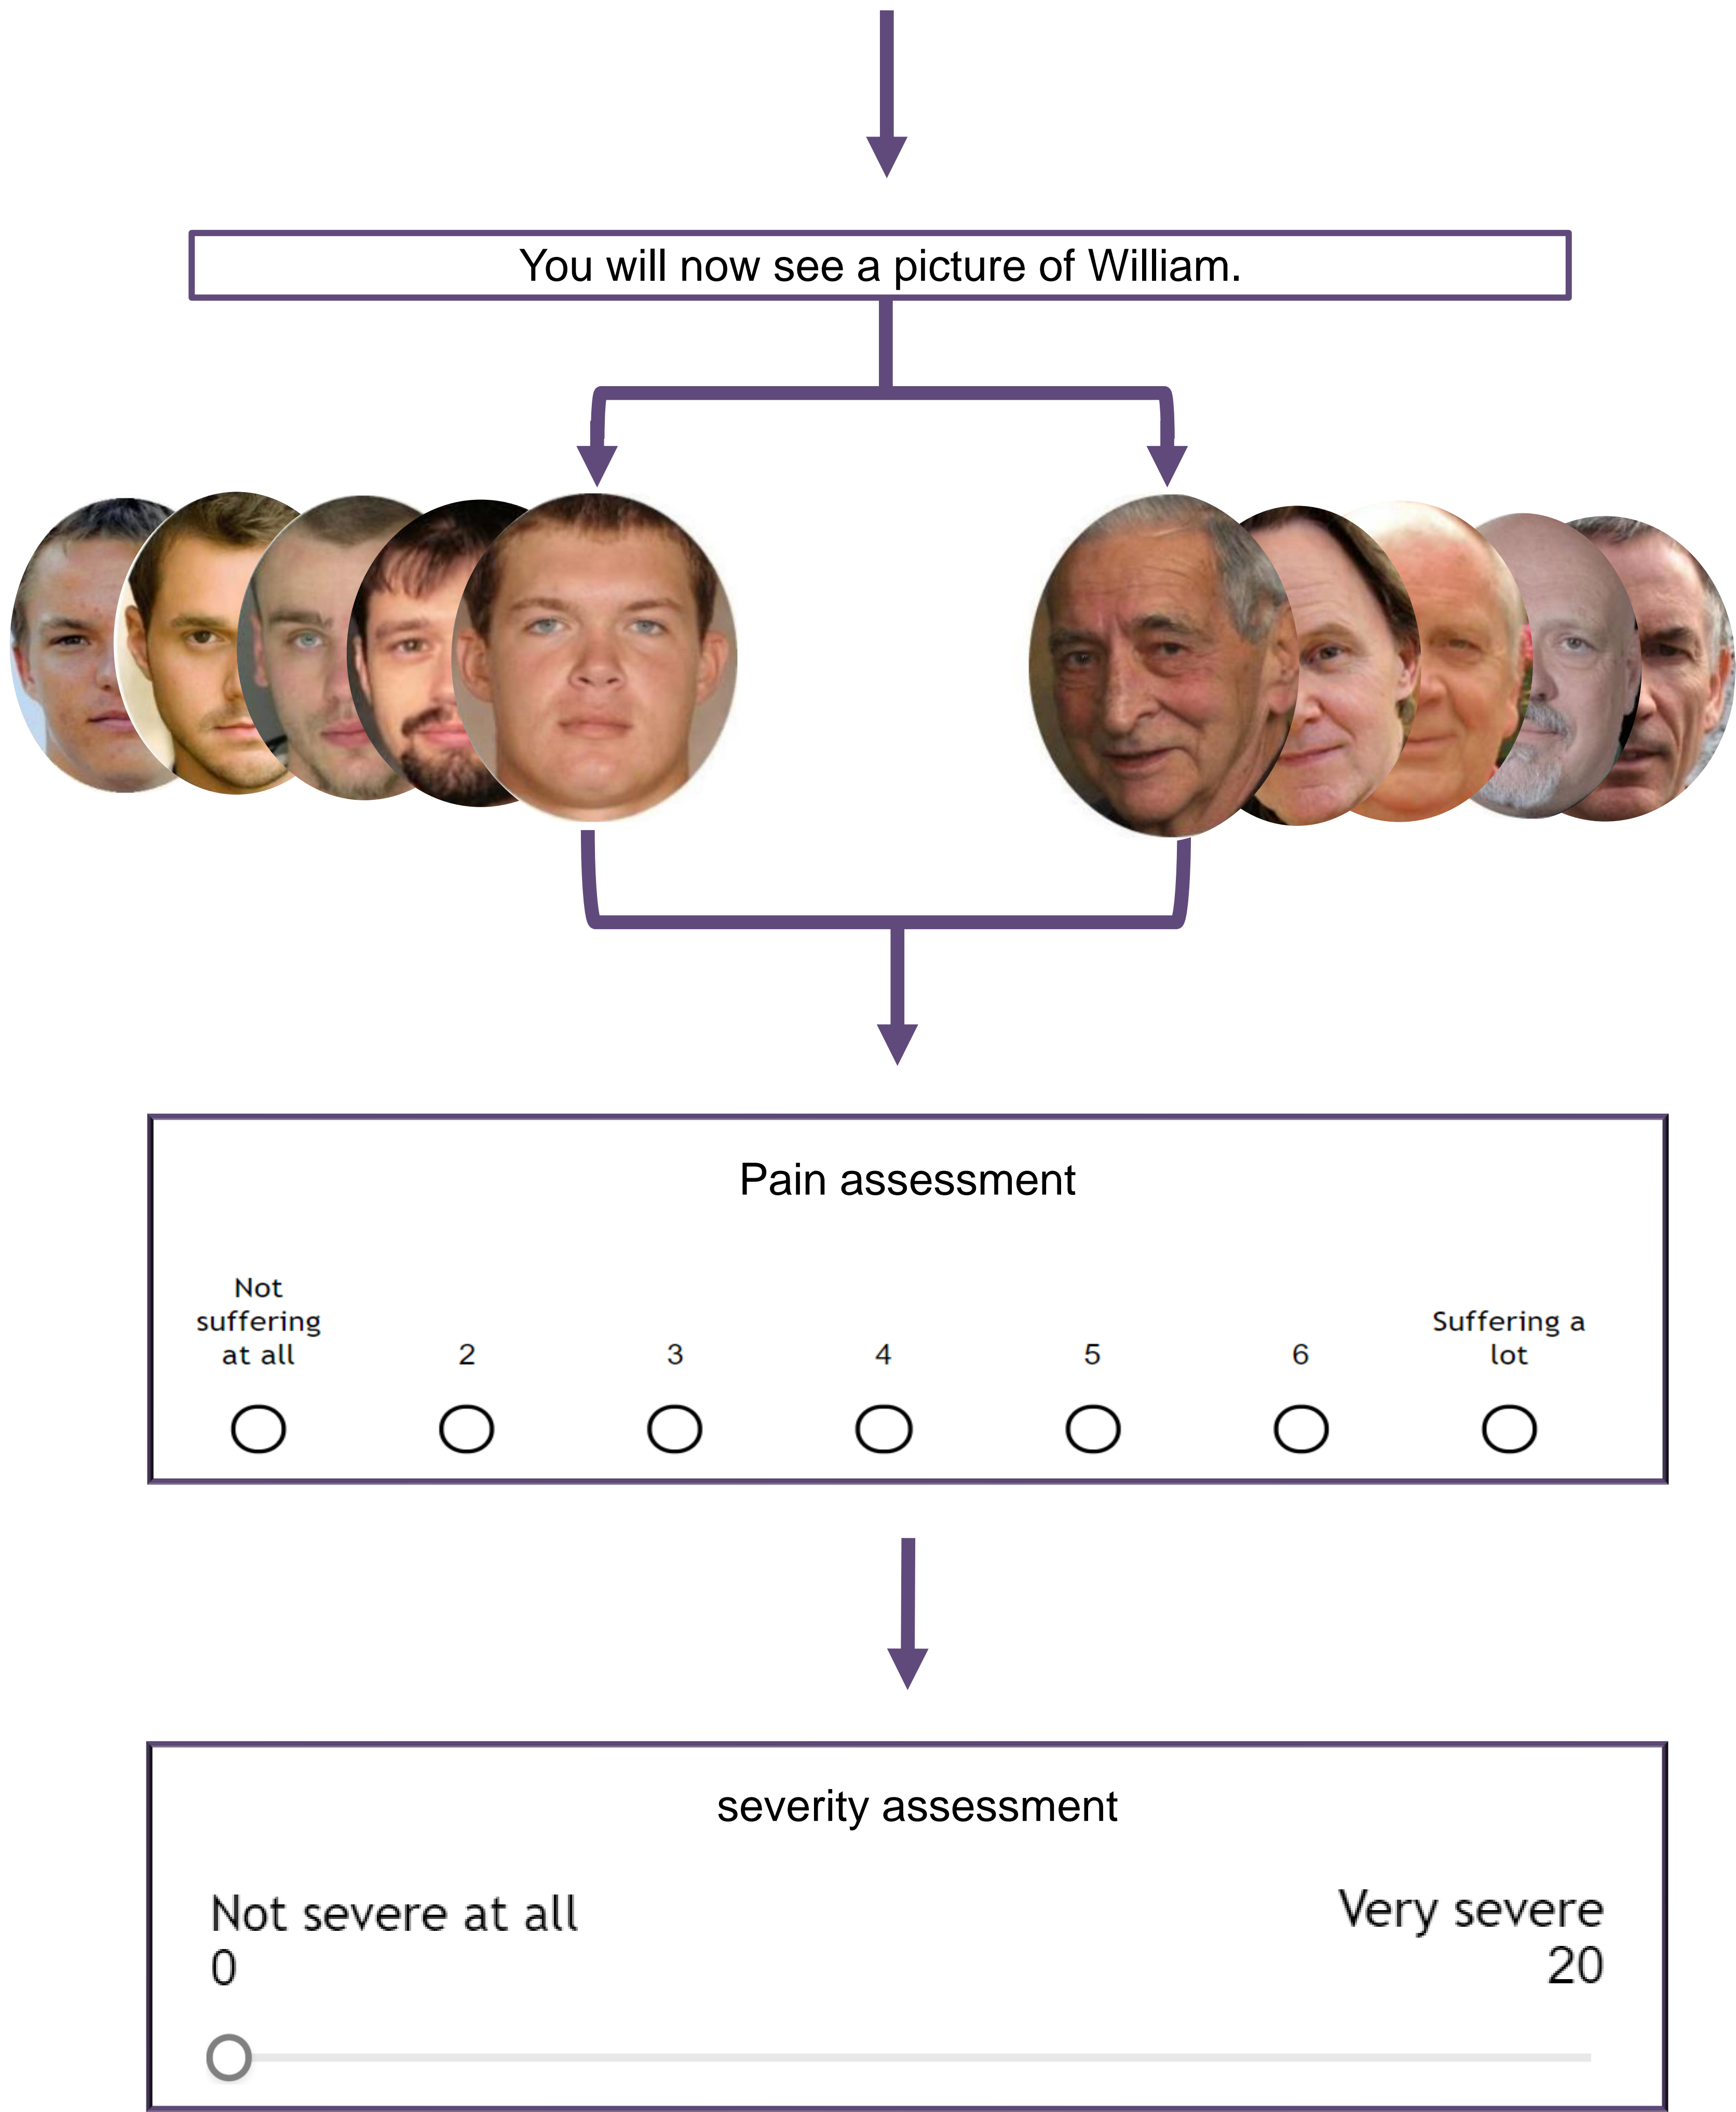 You will now see a picture of William.
Pain assessment
Not
suffering
at all
2
3
4
5
6
Suffering a
lot
severity assessment
Not severe at all
0
Very severe
20